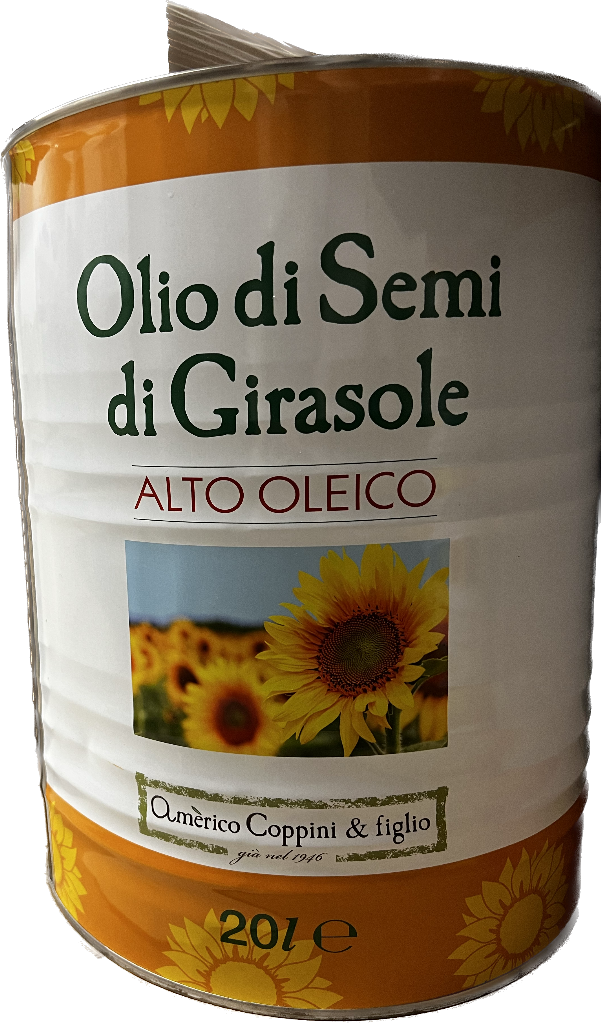 Olio di Semi
di Girasole
ALTO OLEICO
Amèrico Coppini & figlio
già nel 1946
20l ℮